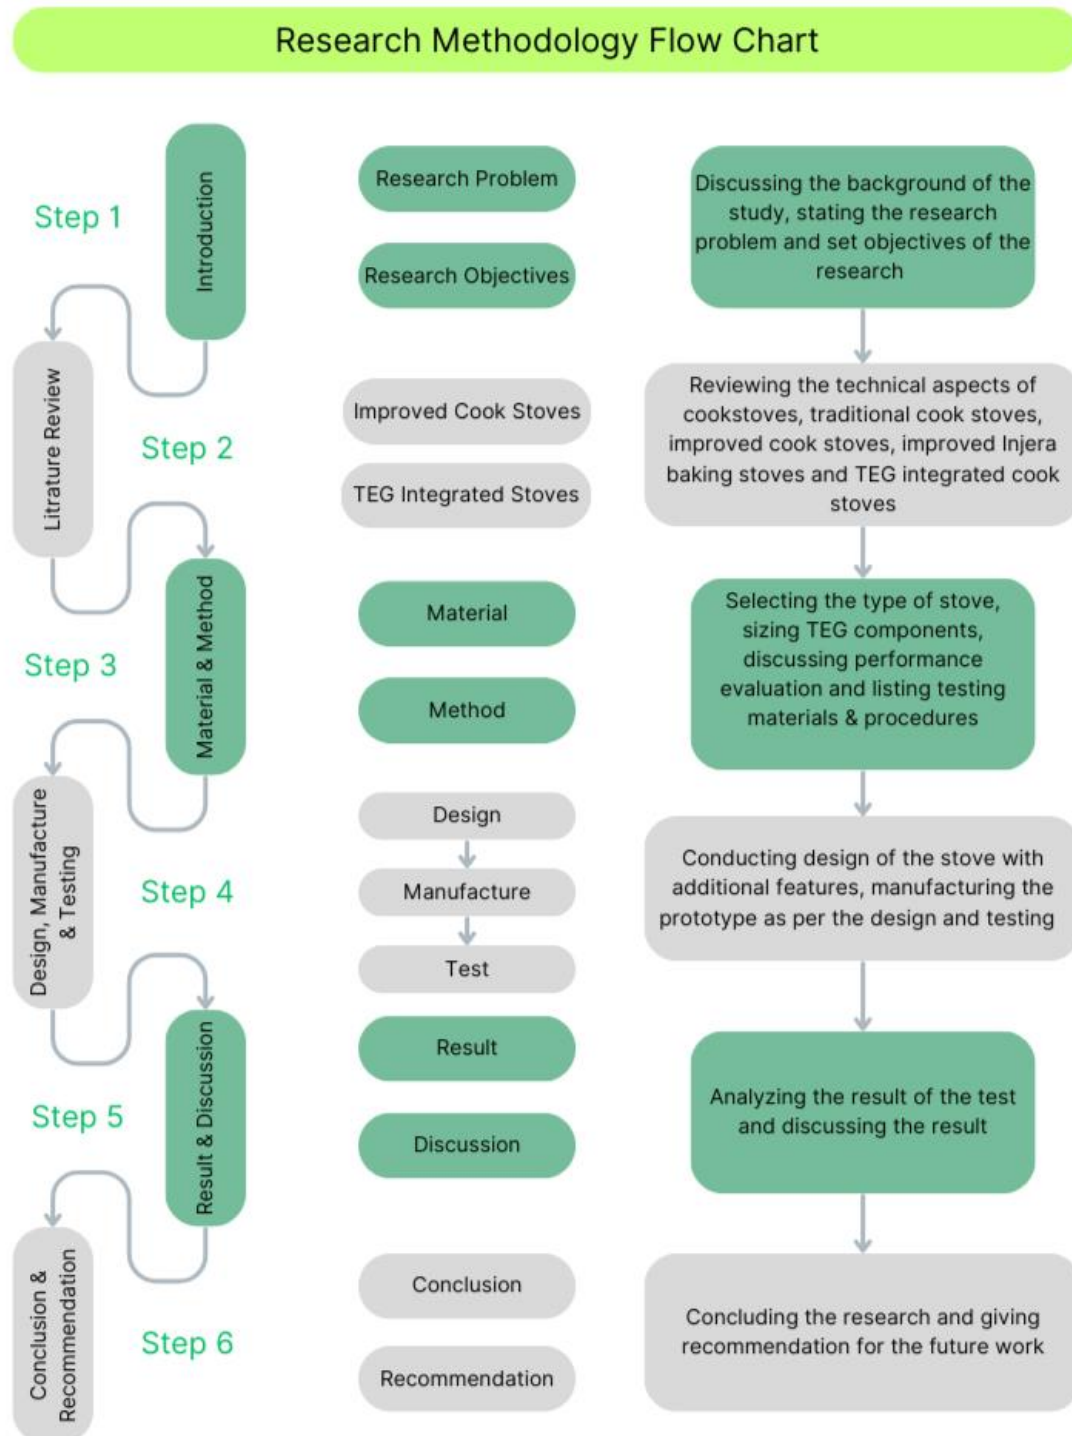 Research Methodology Flow Chart
Step 1
Introduction
Research Problem
Research Objectives
Discussing the background of the
study, stating the research
problem and set objectives of the
research
Litrature Review
Step 2
Improved Cook Stoves
TEG Integrated Stoves
Reviewing the technical aspects of
cookstoves, traditional cook stoves,
improved cook stoves, improved Injera
baking stoves and TEG integrated cook
stoves
Step 3
Material & Method
Material
Method
Selecting the type of stove,
sizing TEG components,
discussing performance
evaluation and listing testing
materials & procedures
Design, Manufacture
& Testing
Step 4
Design
Manufacture
Test
Conducting design of the stove with
additional features, manufacturing the
prototype as per the design and testing
Step 5
Result & Discussion
Result
Discussion
Analyzing the result of the test
and discussing the result
Conclusion &
Recommendation
Step 6
Conclusion
Recommendation
Concluding the research and giving
recommendation for the future work